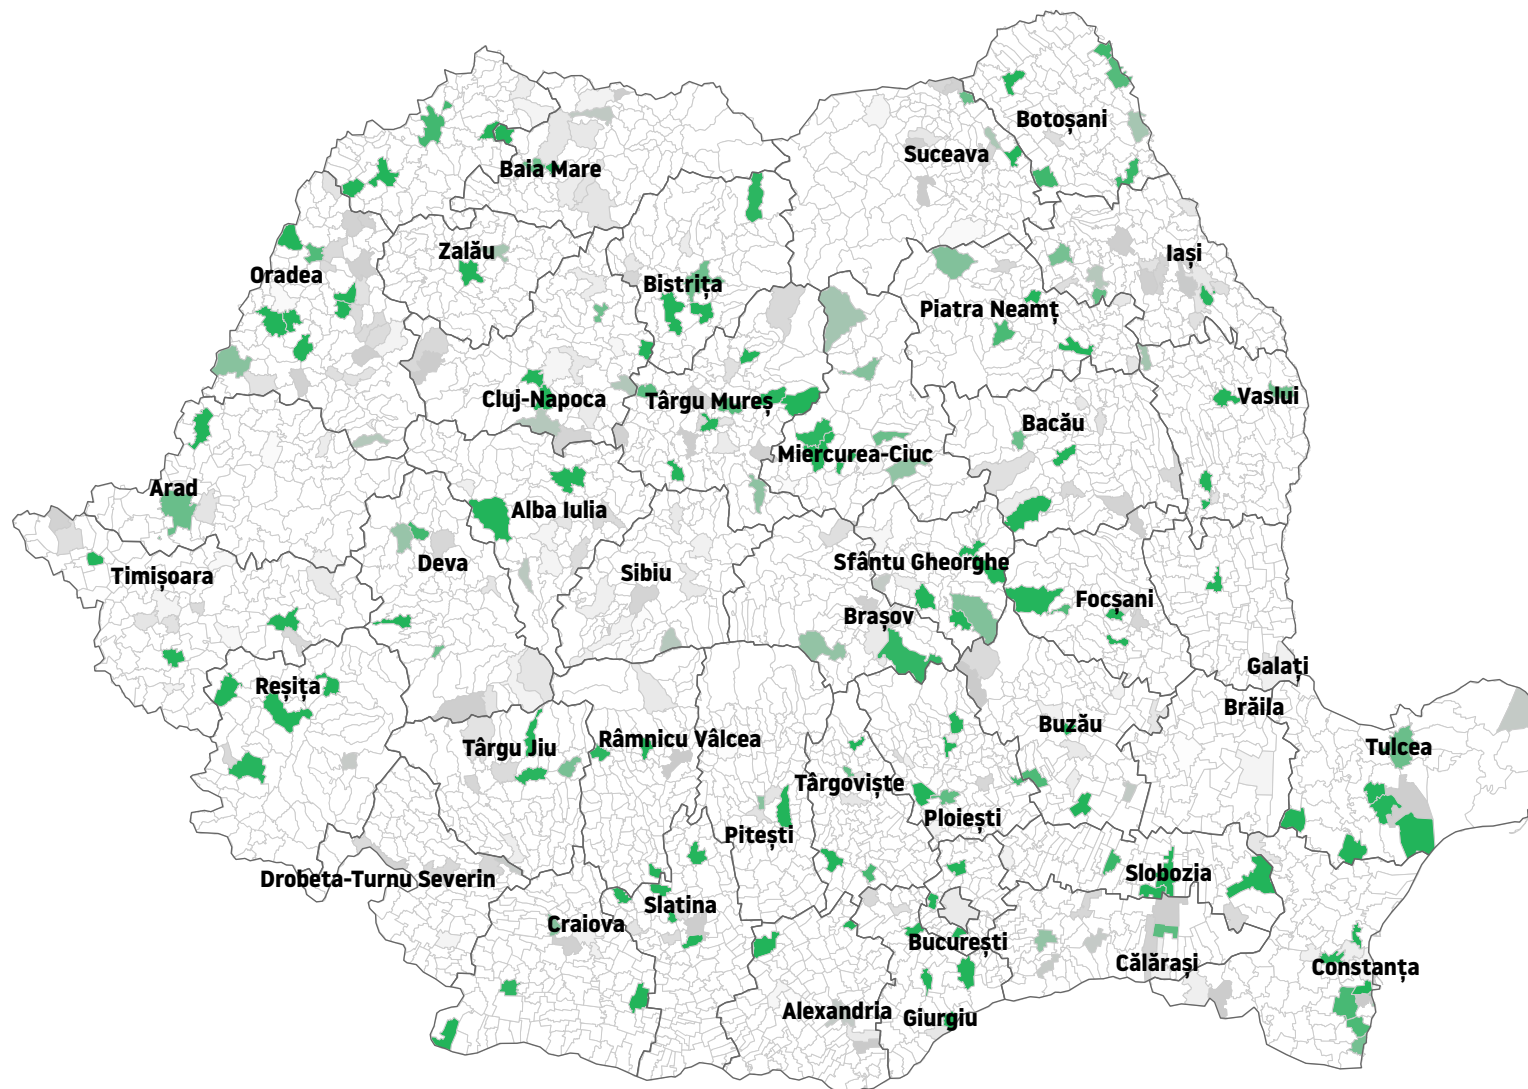 Botoșani
Suceava
Baia Mare
Zalău
Iași
Oradea
Bistrița
Piatra Neamț
Cluj-Napoca
Târgu Mureș
Vaslui
Bacău
Miercurea-Ciuc
Arad
Alba Iulia
Deva
Sfântu Gheorghe
Timișoara
Sibiu
Focșani
Brașov
Galați
Reșița
Brăila
Buzău
Târgu Jiu
Râmnicu Vâlcea
Tulcea
Târgoviște
Ploiești
Pitești
Slobozia
Drobeta-Turnu Severin
Slatina
Craiova
București
Călărași
Constanța
Alexandria
Giurgiu